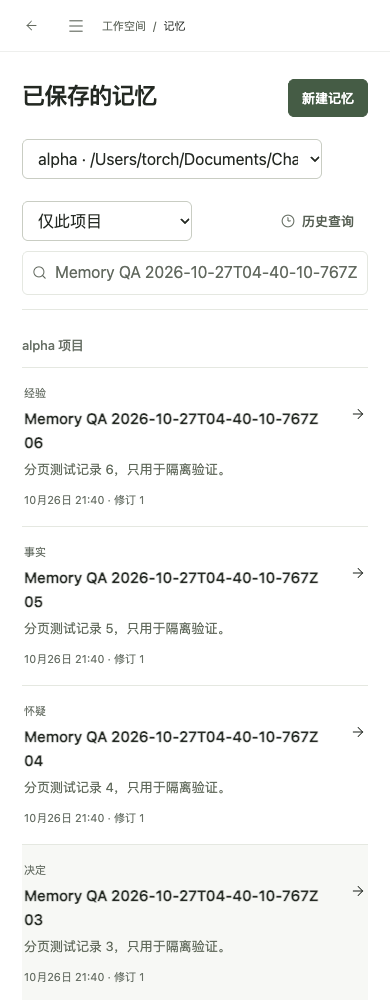 工作空间 / 记忆
已保存的记忆
新建记忆
alpha · /Users/torch/Documents/Cha
仅此项目
历史查询
Memory QA 2026-10-27T04-40-10-767Z
alpha 项目
经验
Memory QA 2026-10-27T04-40-10-767Z
06
分页测试记录 6，只用于隔离验证。
10月26日 21:40 · 修订 1
事实
Memory QA 2026-10-27T04-40-10-767Z
05
分页测试记录 5，只用于隔离验证。
10月26日 21:40 · 修订 1
怀疑
Memory QA 2026-10-27T04-40-10-767Z
04
分页测试记录 4，只用于隔离验证。
10月26日 21:40 · 修订 1
决定
Memory QA 2026-10-27T04-40-10-767Z
03
分页测试记录 3，只用于隔离验证。
10月26日 21:40 · 修订 1